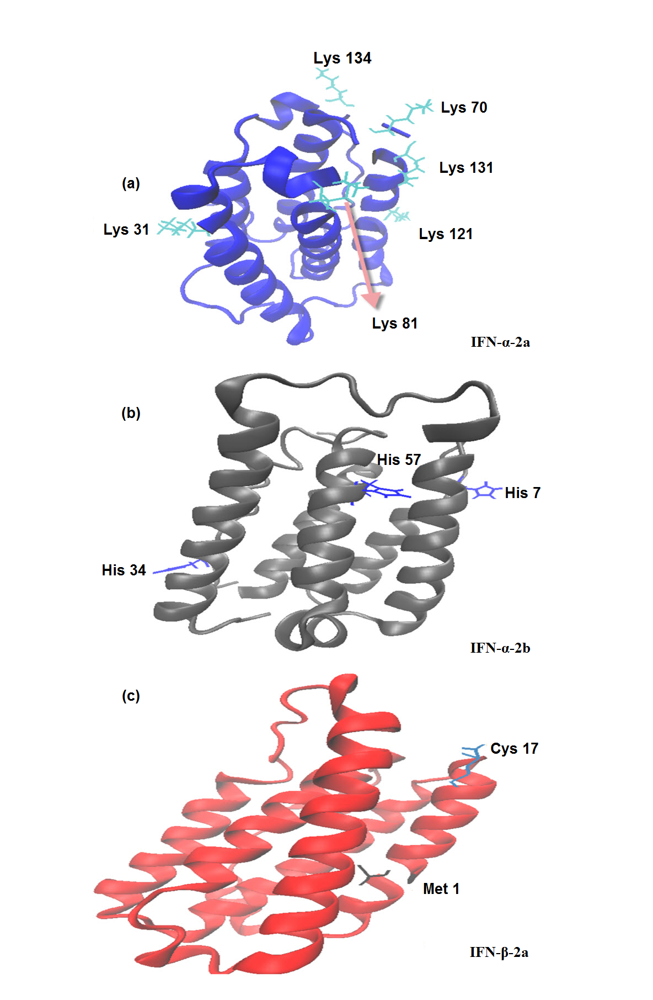 Lys 134
Lys 70
Lys 131
(a)
Lys 31
Lys 121
Lys 81
IFN-α-2a
(b)
His 57
His 7
His 34
IFN-α-2b
(c)
Cys 17
Met 1
IFN-β-2a